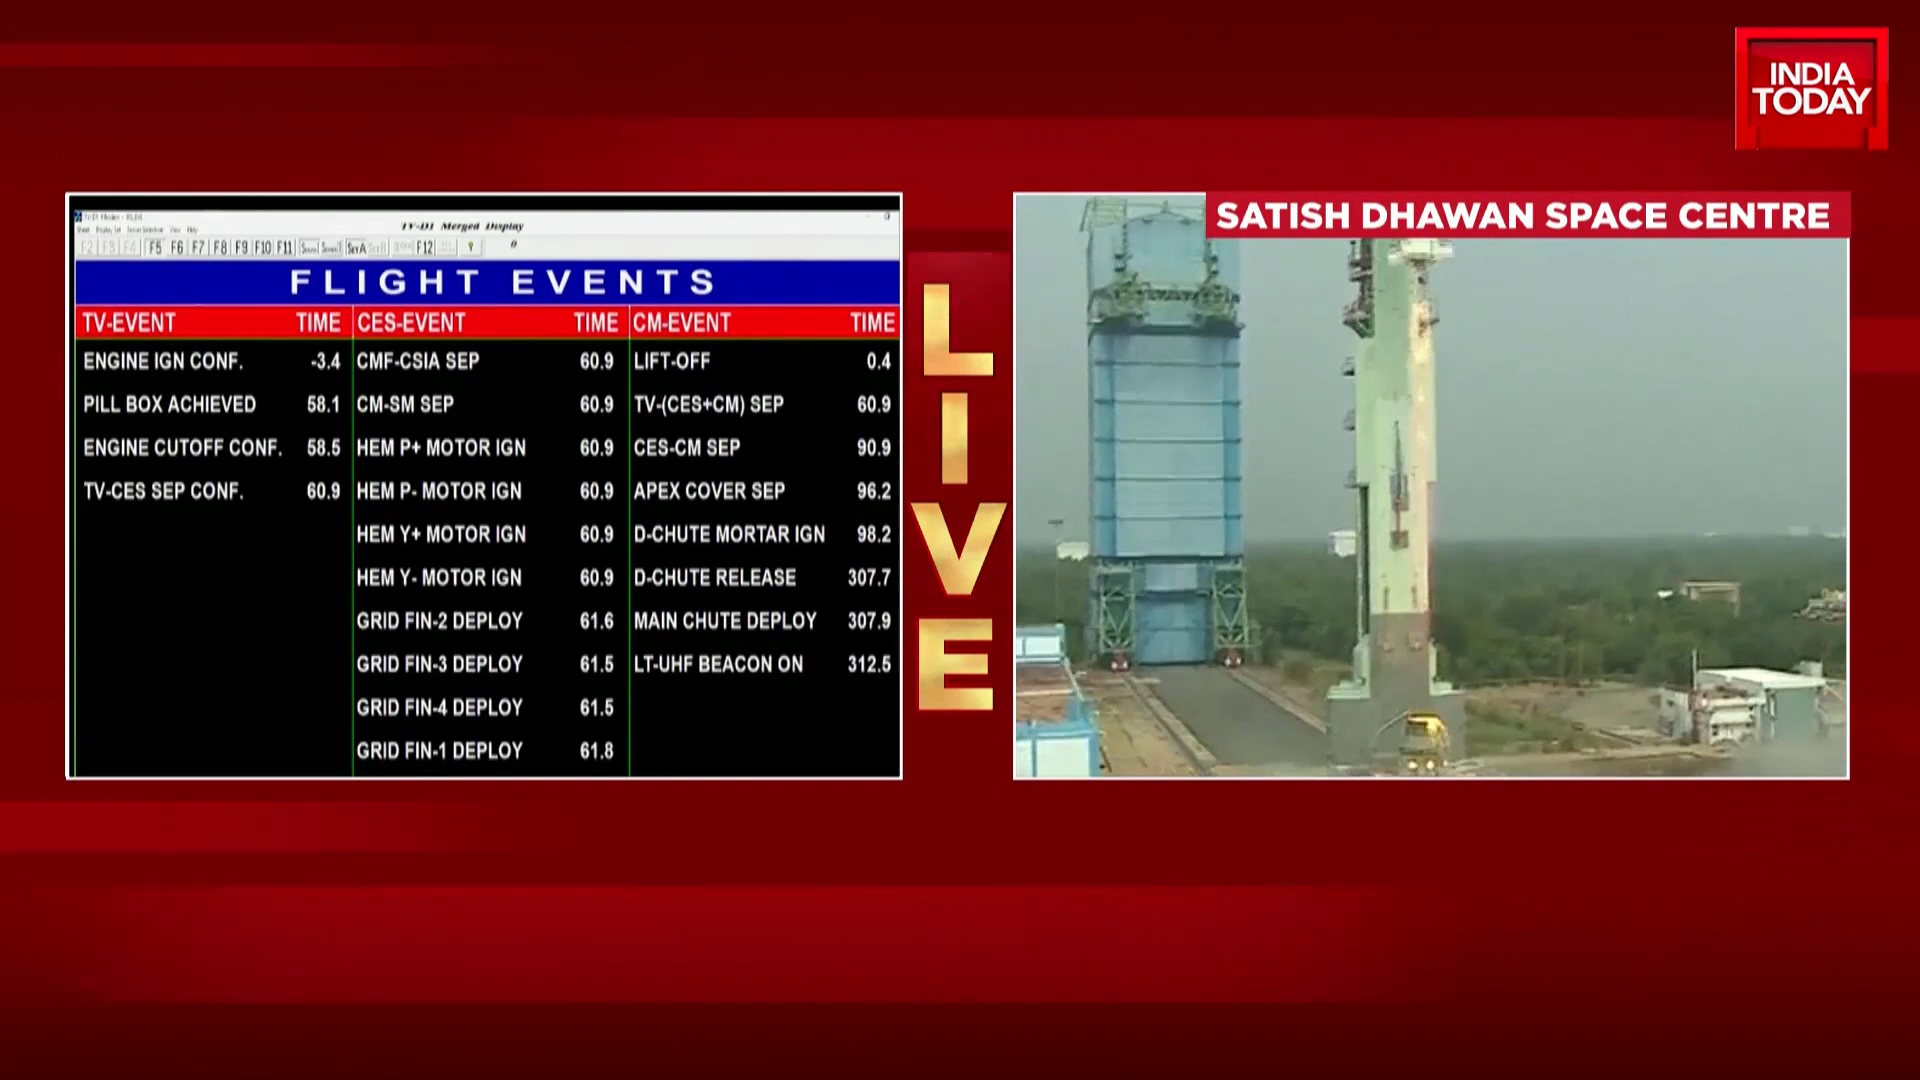 INDIA
TODAY
SATISH DHAWAN SPACE CENTRE
LIVE
TV-D1 Merged Display
F2 F3 F4 F5 F6 F7 F8 F9 F10 F11 SerA F12
FLIGHT EVENTS
TV-EVENT TIME CES-EVENT TIME CM-EVENT TIME
ENGINE IGN CONF. -3.4 CMF-CSIA SEP 60.9 LIFT-OFF 0.4
PILL BOX ACHIEVED 58.1 CM-SM SEP 60.9 TV-(CES+CM) SEP 60.9
ENGINE CUTOFF CONF. 58.5 HEM P+ MOTOR IGN 60.9 CES-CM SEP 90.9
TV-CES SEP CONF. 60.9 HEM P- MOTOR IGN 60.9 APEX COVER SEP 96.2
HEM Y+ MOTOR IGN 60.9 D-CHUTE MORTAR IGN 98.2
HEM Y- MOTOR IGN 60.9 D-CHUTE RELEASE 307.7
GRID FIN-2 DEPLOY 61.6 MAIN CHUTE DEPLOY 307.9
GRID FIN-3 DEPLOY 61.5 LT-UHF BEACON ON 312.5
GRID FIN-4 DEPLOY 61.5
GRID FIN-1 DEPLOY 61.8